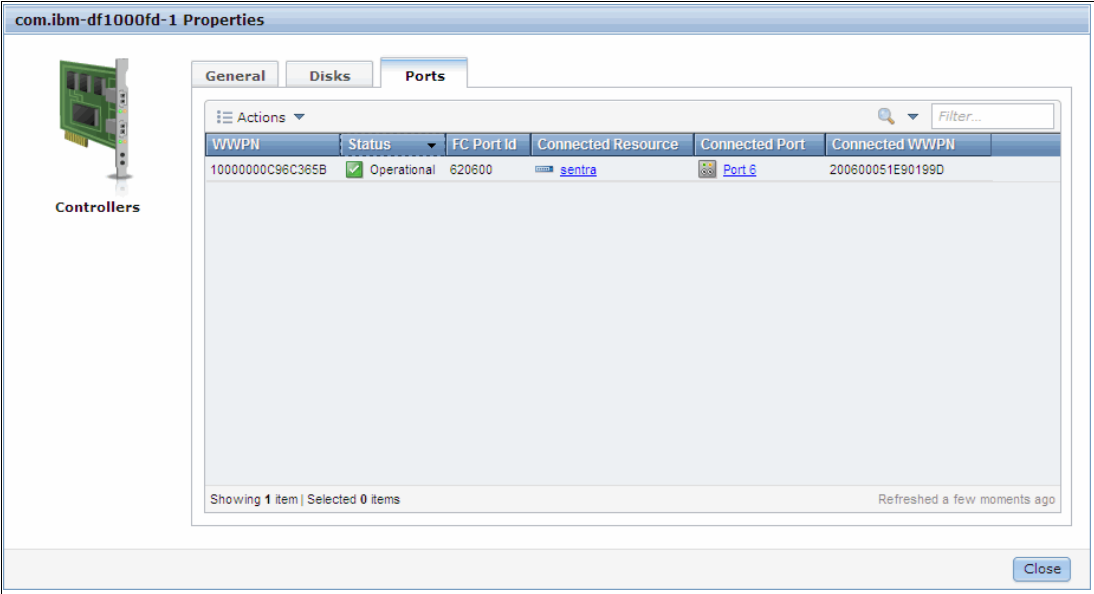 com.ibm-df1000fd-1 Properties
General Disks Ports
Actions Filter...
WWPN Status FC Port Id Connected Resource Connected Port Connected WWPN
10000000C96C365B Operational 620600 sentra Port 6 200600051E90199D
Controllers
Showing 1 item | Selected 0 items Refreshed a few moments ago
Close